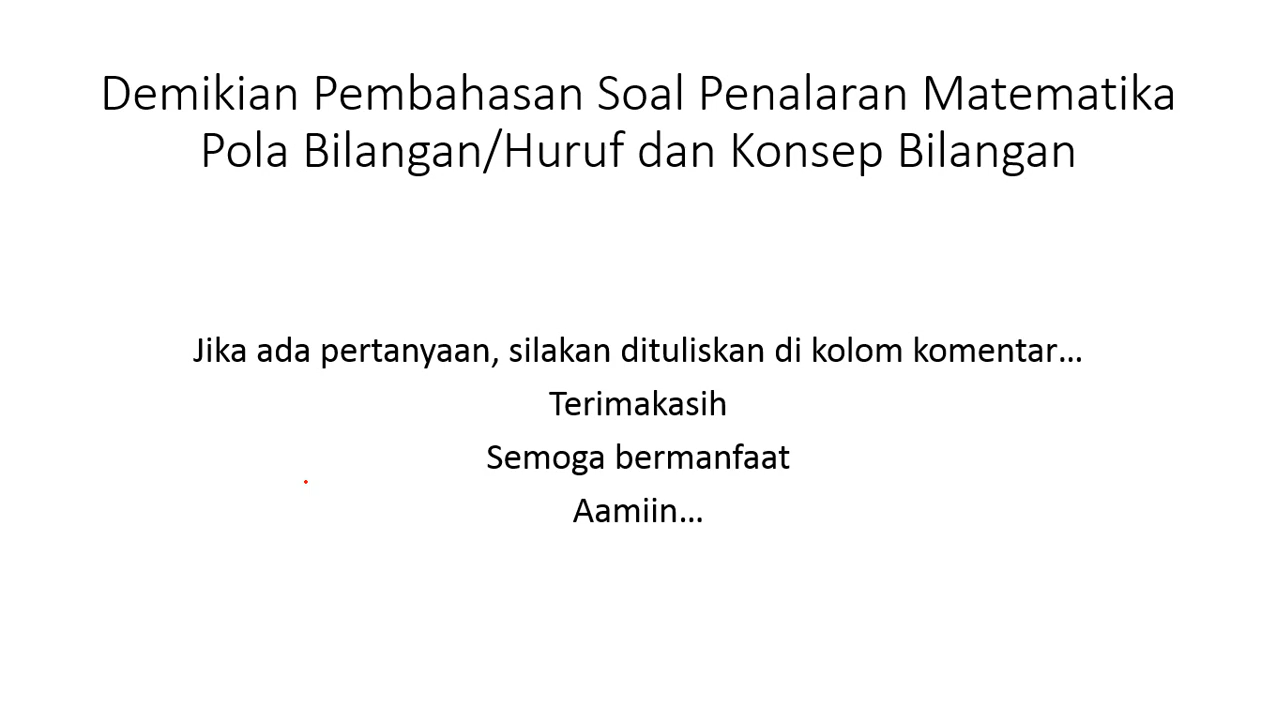 Demikian Pembahasan Soal Penalaran Matematika
Pola Bilangan/Huruf dan Konsep Bilangan
Jika ada pertanyaan, silakan dituliskan di kolom komentar...
Terimakasih
Semoga bermanfaat
Aamiin...